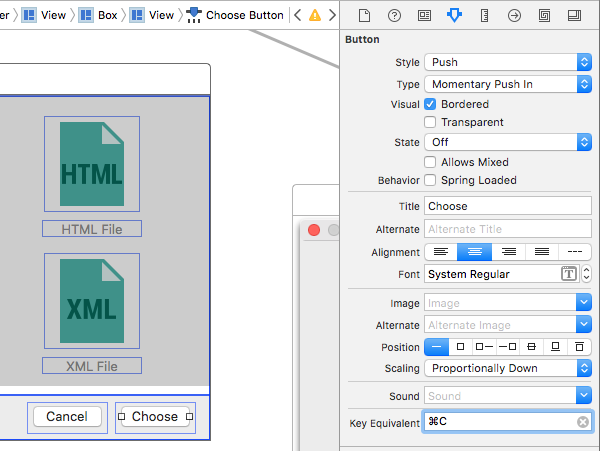 er > View > Box > View > Choose Button
HTML
HTML File
XML
XML File
Cancel Choose
Button
Style Push
Type Momentary Push In
Visual Bordered
Transparent
State Off
Allows Mixed
Behavior Spring Loaded
Title Choose
Alternate Alternate Title
Alignment
Font System Regular T
Image Image
Alternate Alternate Image
Position
Scaling Proportionally Down
Sound Sound
Key Equivalent ⌘C